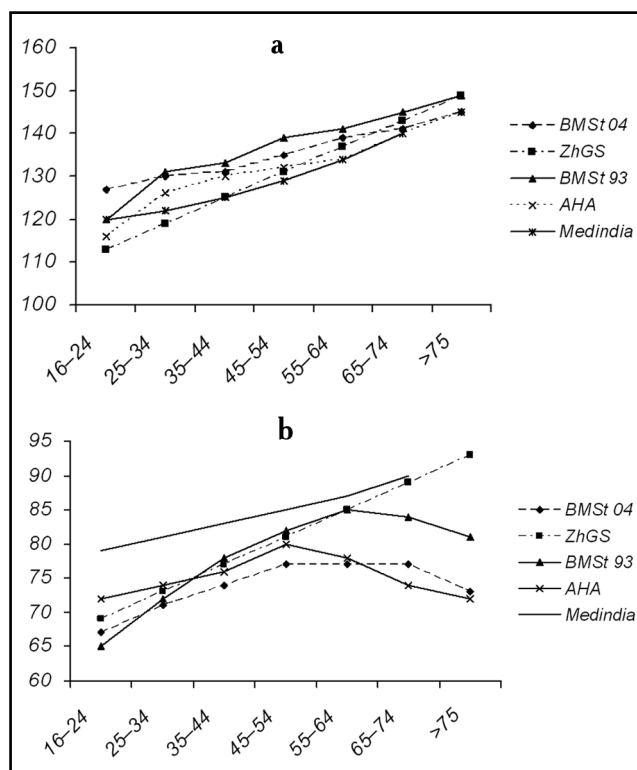 a
160
150
140
130
120
110
100
16–24
25–34
35–44
45–54
55–64
65–74
>75
BMSt 04
ZhGS
BMSt 93
AHA
Medindia
b
95
90
85
80
75
70
65
60
16–24
25–34
35–44
45–54
55–64
65–74
>75
BMSt 04
ZhGS
BMSt 93
AHA
Medindia